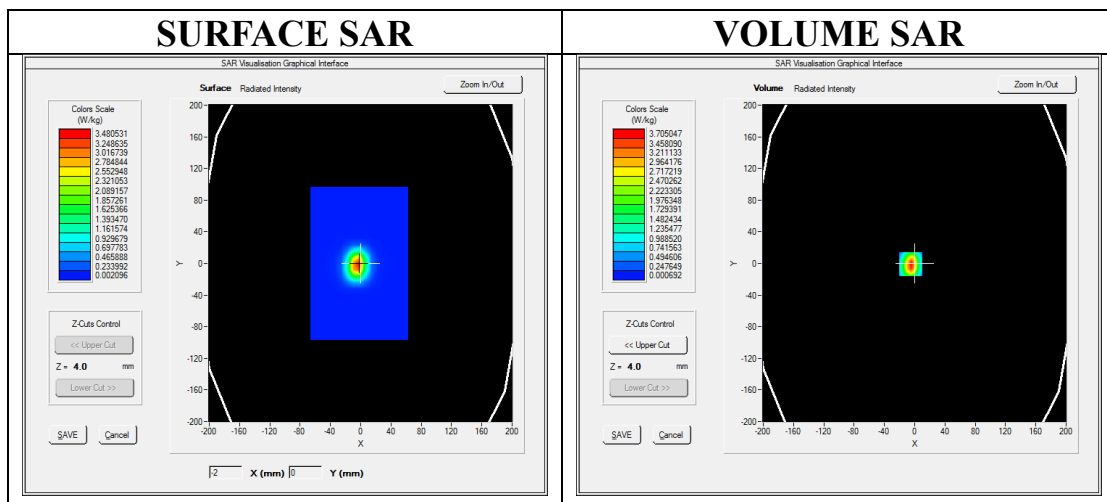 SURFACE SAR
SAR Visualisation Graphical Interface
Surface Radiated Intensity
Zoom In/Out
Colors Scale
(W/kg)
3.480531
3.248635
3.016739
2.784844
2.552948
2.321053
2.089157
1.857261
1.625366
1.393470
1.161574
0.929679
0.697783
0.465888
0.233992
0.002096
Z-Cuts Control
<< Upper Cut
Z = 4.0 mm
Lower Cut >>
SAVE Cancel
200
160
120
80
40
0
-40
-80
-120
-160
-200
Y
-200 -160 -120 -80 -40 0 40 80 120 160 200
X
-2 X (mm) 0 Y (mm)
VOLUME SAR
SAR Visualisation Graphical Interface
Volume Radiated Intensity
Zoom In/Out
Colors Scale
(W/kg)
3.705047
3.458090
3.211133
2.964176
2.717219
2.470262
2.223305
1.976348
1.729391
1.482434
1.235477
0.988520
0.741563
0.494606
0.247649
0.000692
Z-Cuts Control
<< Upper Cut
Z = 4.0 mm
Lower Cut >>
SAVE Cancel
200
160
120
80
40
0
-40
-80
-120
-160
-200
Y
-200 -160 -120 -80 -40 0 40 80 120 160 200
X